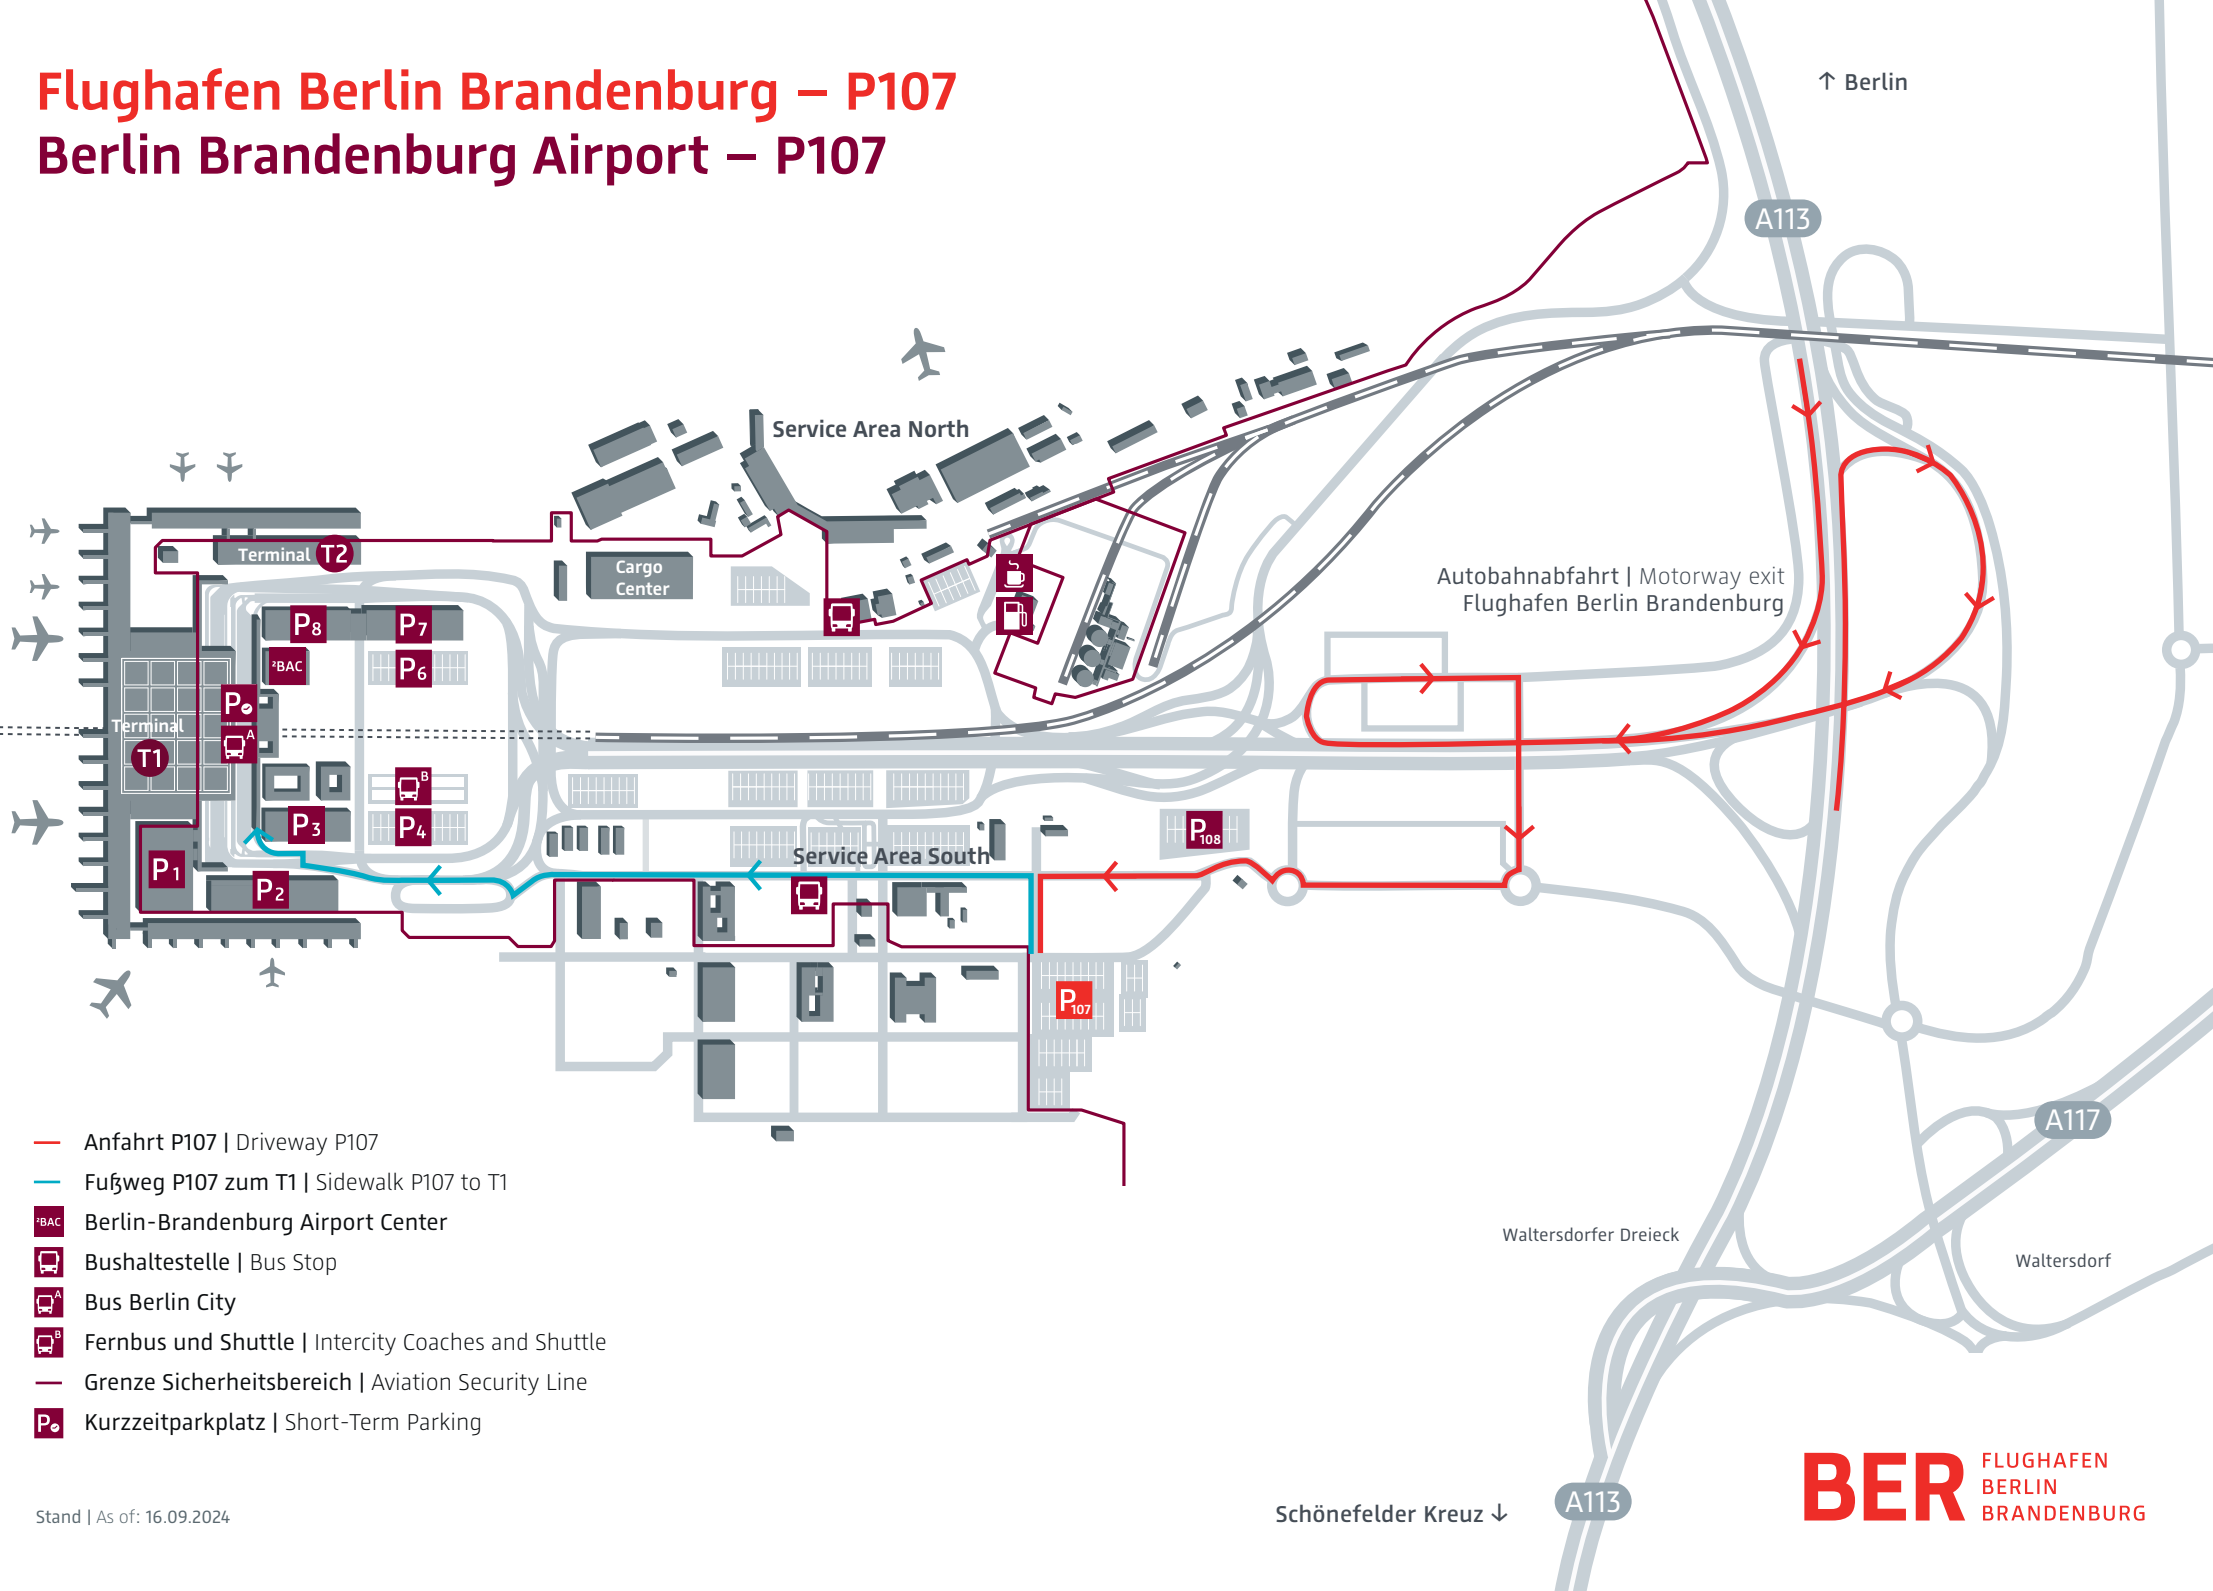 Flughafen Berlin Brandenburg – P107
Berlin Brandenburg Airport – P107
↑ Berlin
A113
Service Area North
Terminal T2
Cargo
Center
Autobahnabfahrt | Motorway exit
Flughafen Berlin Brandenburg
P8
P7
²BAC
P6
P
Terminal
A
T1
B
P3
P4
P108
Service Area South
P1
P2
P107
A117
Anfahrt P107 | Driveway P107
Fußweg P107 zum T1 | Sidewalk P107 to T1
²BAC Berlin-Brandenburg Airport Center
Bushaltestelle | Bus Stop
A Bus Berlin City
B Fernbus und Shuttle | Intercity Coaches and Shuttle
Grenze Sicherheitsbereich | Aviation Security Line
P Kurzzeitparkplatz | Short-Term Parking
Waltersdorfer Dreieck
Waltersdorf
Stand | As of: 16.09.2024
Schönefelder Kreuz ↓
A113
BER
FLUGHAFEN
BERLIN
BRANDENBURG